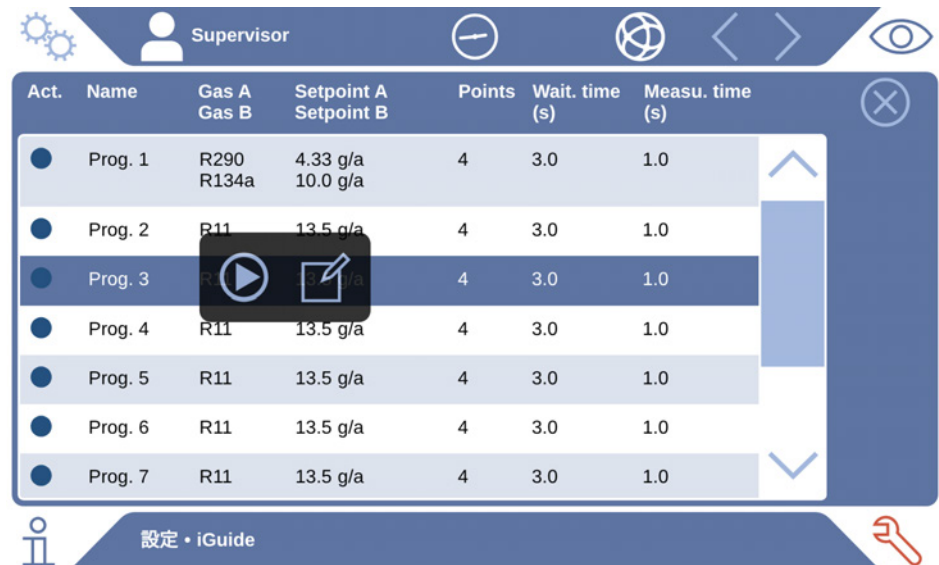 Supervisor
Act. Name Gas A Setpoint A Points Wait. time Measu. time
Gas B Setpoint B (s) (s)
Prog. 1 R290 4.33 g/a 4 3.0 1.0
R134a 10.0 g/a
Prog. 2 R11 13.5 g/a 4 3.0 1.0
Prog. 3 R11 13.5 g/a 4 3.0 1.0
Prog. 4 R11 13.5 g/a 4 3.0 1.0
Prog. 5 R11 13.5 g/a 4 3.0 1.0
Prog. 6 R11 13.5 g/a 4 3.0 1.0
Prog. 7 R11 13.5 g/a 4 3.0 1.0
設定 • iGuide